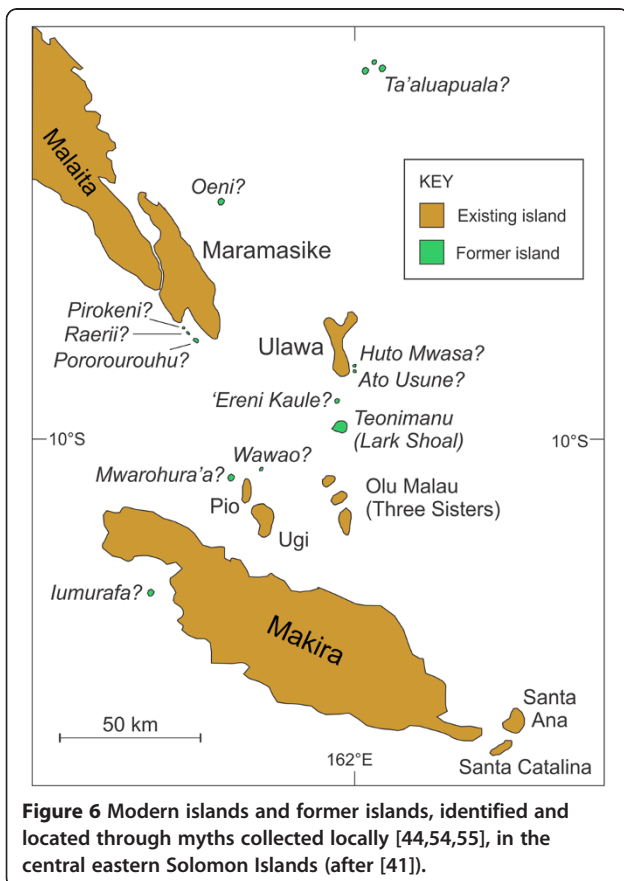 Ta'aluapuala?
Malaita
Oeni?
KEY
Existing island
Former island
Maramasike
Pirokeni?
Raerii?
Pororourouhu?
Ulawa
Huto Mwasa?
Ato Usune?
'Ereni Kaule?
Teonimanu
(Lark Shoal)
10°S
10°S
Wawao?
Mwarohura'a?
Pio
Ugi
Olu Malau
(Three Sisters)
Iumurafa?
Makira
50 km
162°E
Santa
Ana
Santa Catalina
Figure 6 Modern islands and former islands, identified and
located through myths collected locally [44,54,55], in the
central eastern Solomon Islands (after [41]).